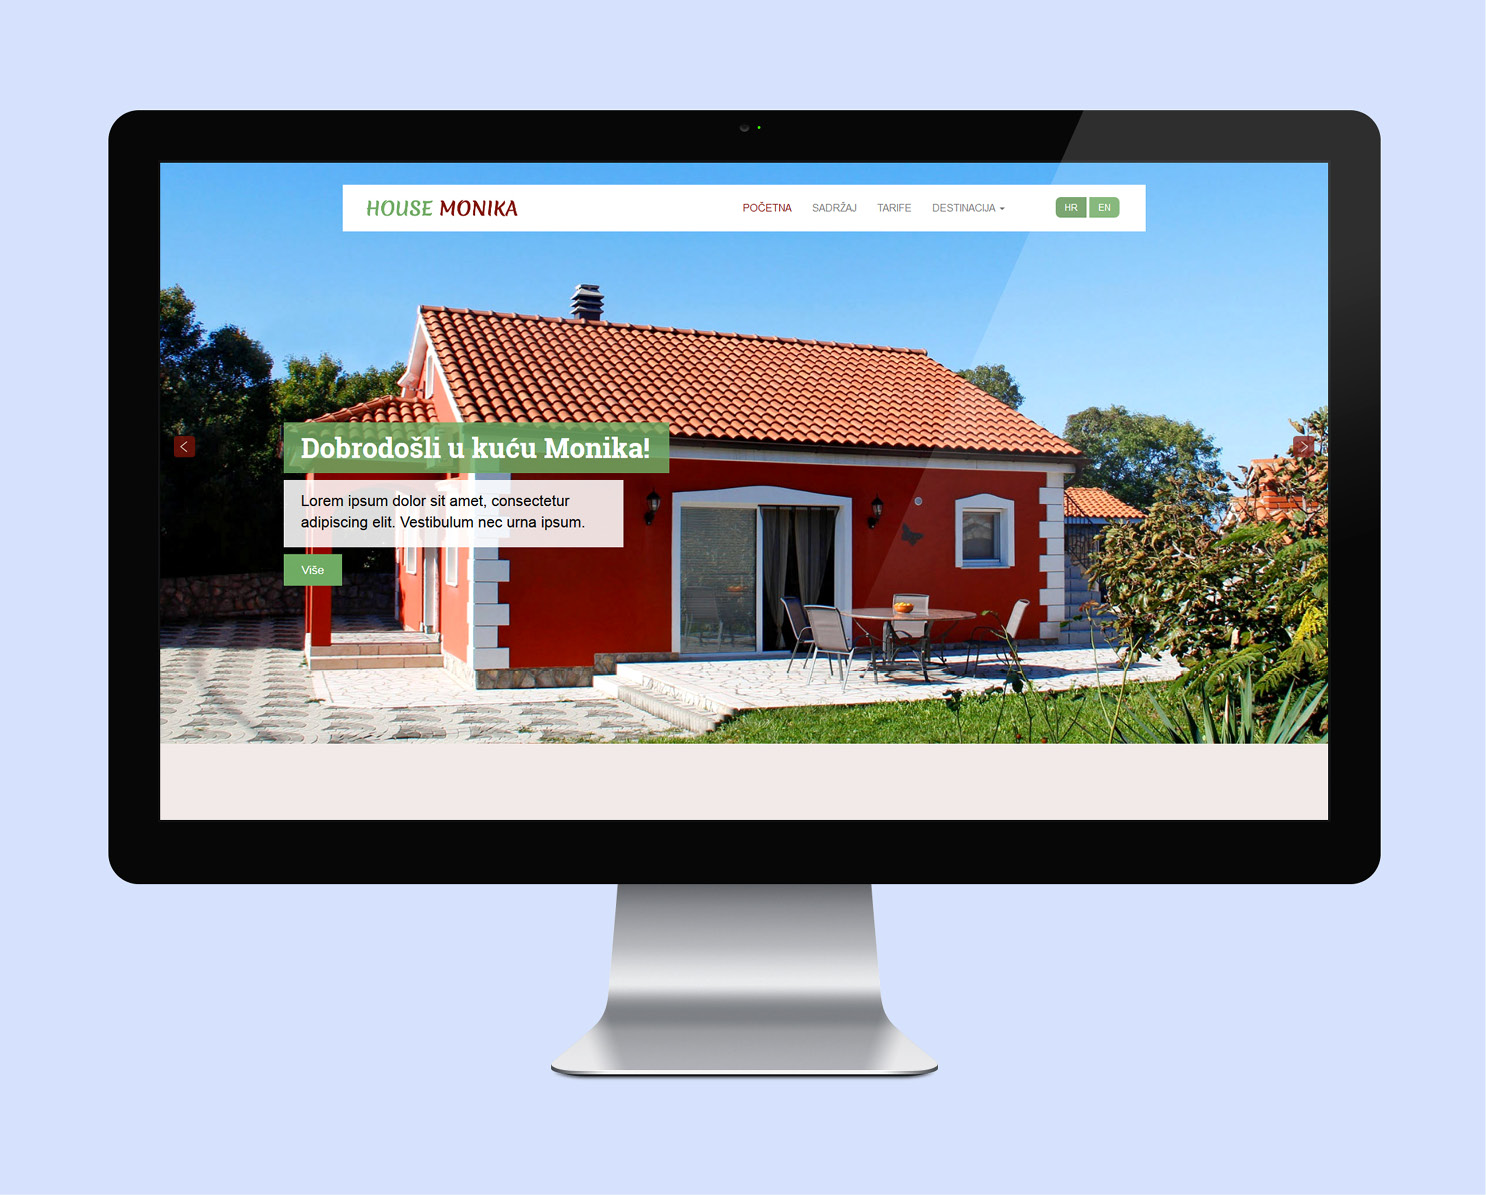 HOUSE MONIKA
POČETNA SADRŽAJ TARIFE DESTINACIJA
HR EN
Dobrodošli u kuću Monika!
Lorem ipsum dolor sit amet, consectetur
adipiscing elit. Vestibulum nec urna ipsum.
Više